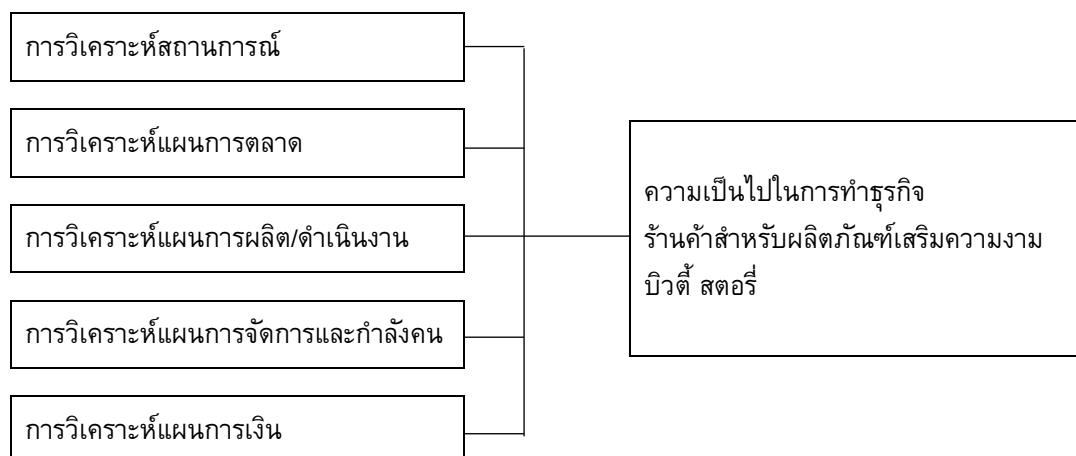 การวิเคราะห์สถานการณ์
การวิเคราะห์แผนการตลาด
การวิเคราะห์แผนการผลิต/ดำเนินงาน
การวิเคราะห์แผนการจัดการและกำลังคน
การวิเคราะห์แผนการเงิน
ความเป็นไปในการทำธุรกิจ
ร้านค้าสำหรับผลิตภัณฑ์เสริมความงาม
บิวตี้ สตอรี่